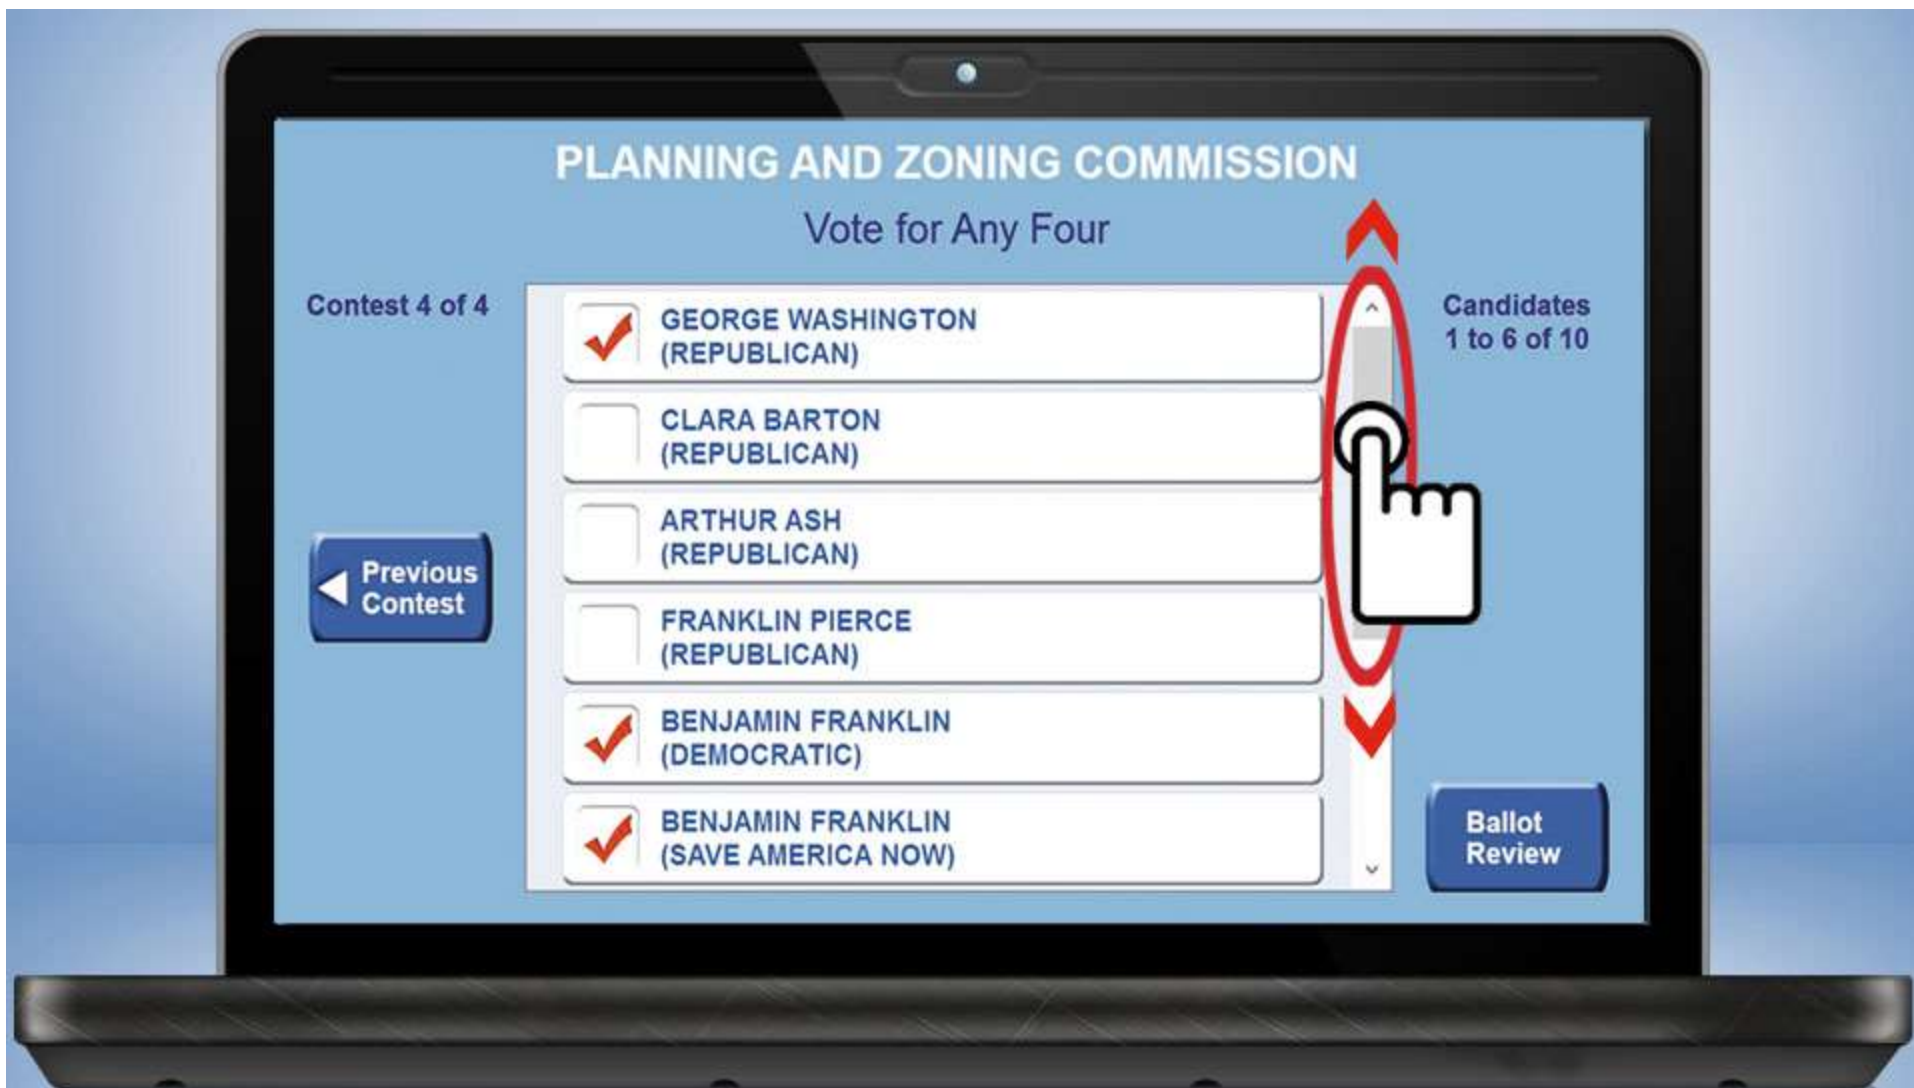 PLANNING AND ZONING COMMISSION
Vote for Any Four
Contest 4 of 4
Candidates
1 to 6 of 10
GEORGE WASHINGTON
(REPUBLICAN)
CLARA BARTON
(REPUBLICAN)
ARTHUR ASH
(REPUBLICAN)
FRANKLIN PIERCE
(REPUBLICAN)
BENJAMIN FRANKLIN
(DEMOCRATIC)
BENJAMIN FRANKLIN
(SAVE AMERICA NOW)
Previous
Contest
Ballot
Review